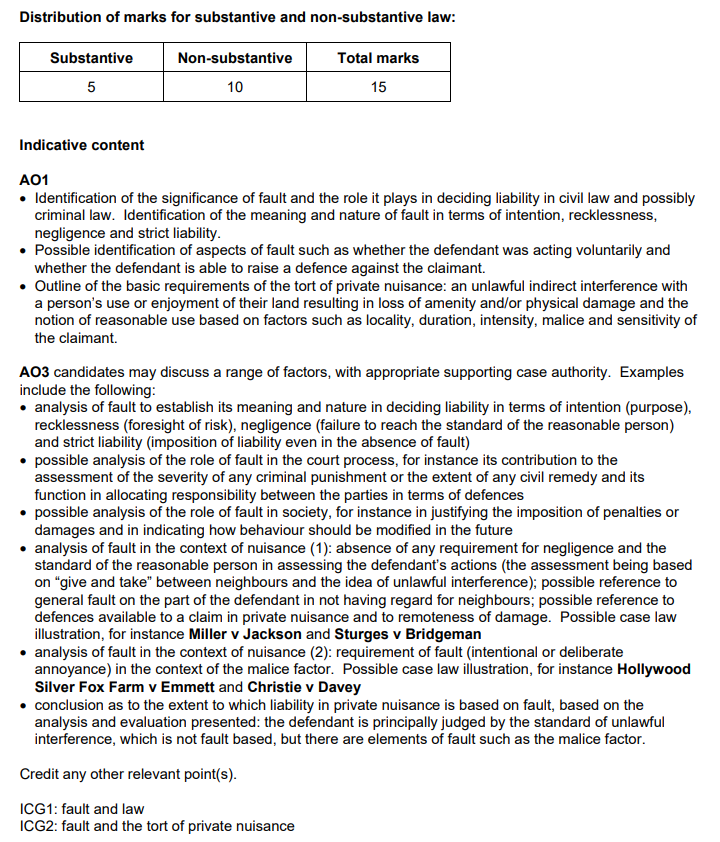 Distribution of marks for substantive and non-substantive law:
Substantive Non-substantive Total marks
5 10 15
Indicative content
AO1
• Identification of the significance of fault and the role it plays in deciding liability in civil law and possibly
criminal law. Identification of the meaning and nature of fault in terms of intention, recklessness,
negligence and strict liability.
• Possible identification of aspects of fault such as whether the defendant was acting voluntarily and
whether the defendant is able to raise a defence against the claimant.
• Outline of the basic requirements of the tort of private nuisance: an unlawful indirect interference with
a person's use or enjoyment of their land resulting in loss of amenity and/or physical damage and the
notion of reasonable use based on factors such as locality, duration, intensity, malice and sensitivity of
the claimant.
AO3 candidates may discuss a range of factors, with appropriate supporting case authority. Examples
include the following:
• analysis of fault to establish its meaning and nature in deciding liability in terms of intention (purpose),
recklessness (foresight of risk), negligence (failure to reach the standard of the reasonable person)
and strict liability (imposition of liability even in the absence of fault)
• possible analysis of the role of fault in the court process, for instance its contribution to the
assessment of the severity of any criminal punishment or the extent of any civil remedy and its
function in allocating responsibility between the parties in terms of defences
• possible analysis of the role of fault in society, for instance in justifying the imposition of penalties or
damages and in indicating how behaviour should be modified in the future
• analysis of fault in the context of nuisance (1): absence of any requirement for negligence and the
standard of the reasonable person in assessing the defendant's actions (the assessment being based
on "give and take" between neighbours and the idea of unlawful interference); possible reference to
general fault on the part of the defendant in not having regard for neighbours; possible reference to
defences available to a claim in private nuisance and to remoteness of damage. Possible case law
illustration, for instance Miller v Jackson and Sturges v Bridgeman
• analysis of fault in the context of nuisance (2): requirement of fault (intentional or deliberate
annoyance) in the context of the malice factor. Possible case law illustration, for instance Hollywood
Silver Fox Farm v Emmett and Christie v Davey
• conclusion as to the extent to which liability in private nuisance is based on fault, based on the
analysis and evaluation presented: the defendant is principally judged by the standard of unlawful
interference, which is not fault based, but there are elements of fault such as the malice factor.
Credit any other relevant point(s).
ICG1: fault and law
ICG2: fault and the tort of private nuisance